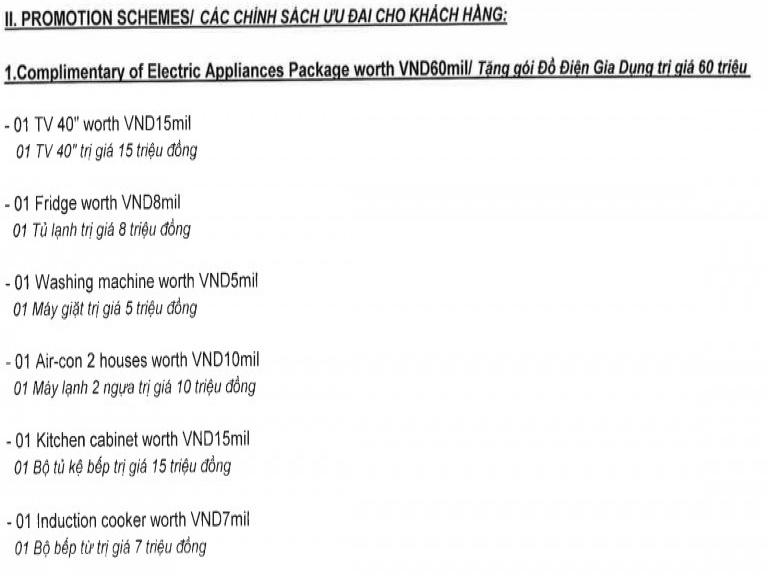 II. PROMOTION SCHEMES/ CÁC CHÍNH SÁCH ƯU ĐAI CHO KHÁCH HÀNG:
1.Complimentary of Electric Appliances Package worth VND60mil/ Tặng gói Đồ Điện Gia Dụng trị giá 60 triệu
- 01 TV 40" worth VND15mil
01 TV 40" trị giá 15 triệu đồng
- 01 Fridge worth VND8mil
01 Tủ lạnh trị giá 8 triệu đồng
- 01 Washing machine worth VND5mil
01 Máy giặt trị giá 5 triệu đồng
- 01 Air-con 2 houses worth VND10mil
01 Máy lạnh 2 ngựa trị giá 10 triệu đồng
- 01 Kitchen cabinet worth VND15mil
01 Bộ tủ kệ bếp trị giá 15 triệu đồng
- 01 Induction cooker worth VND7mil
01 Bộ bếp từ trị giá 7 triệu đồng